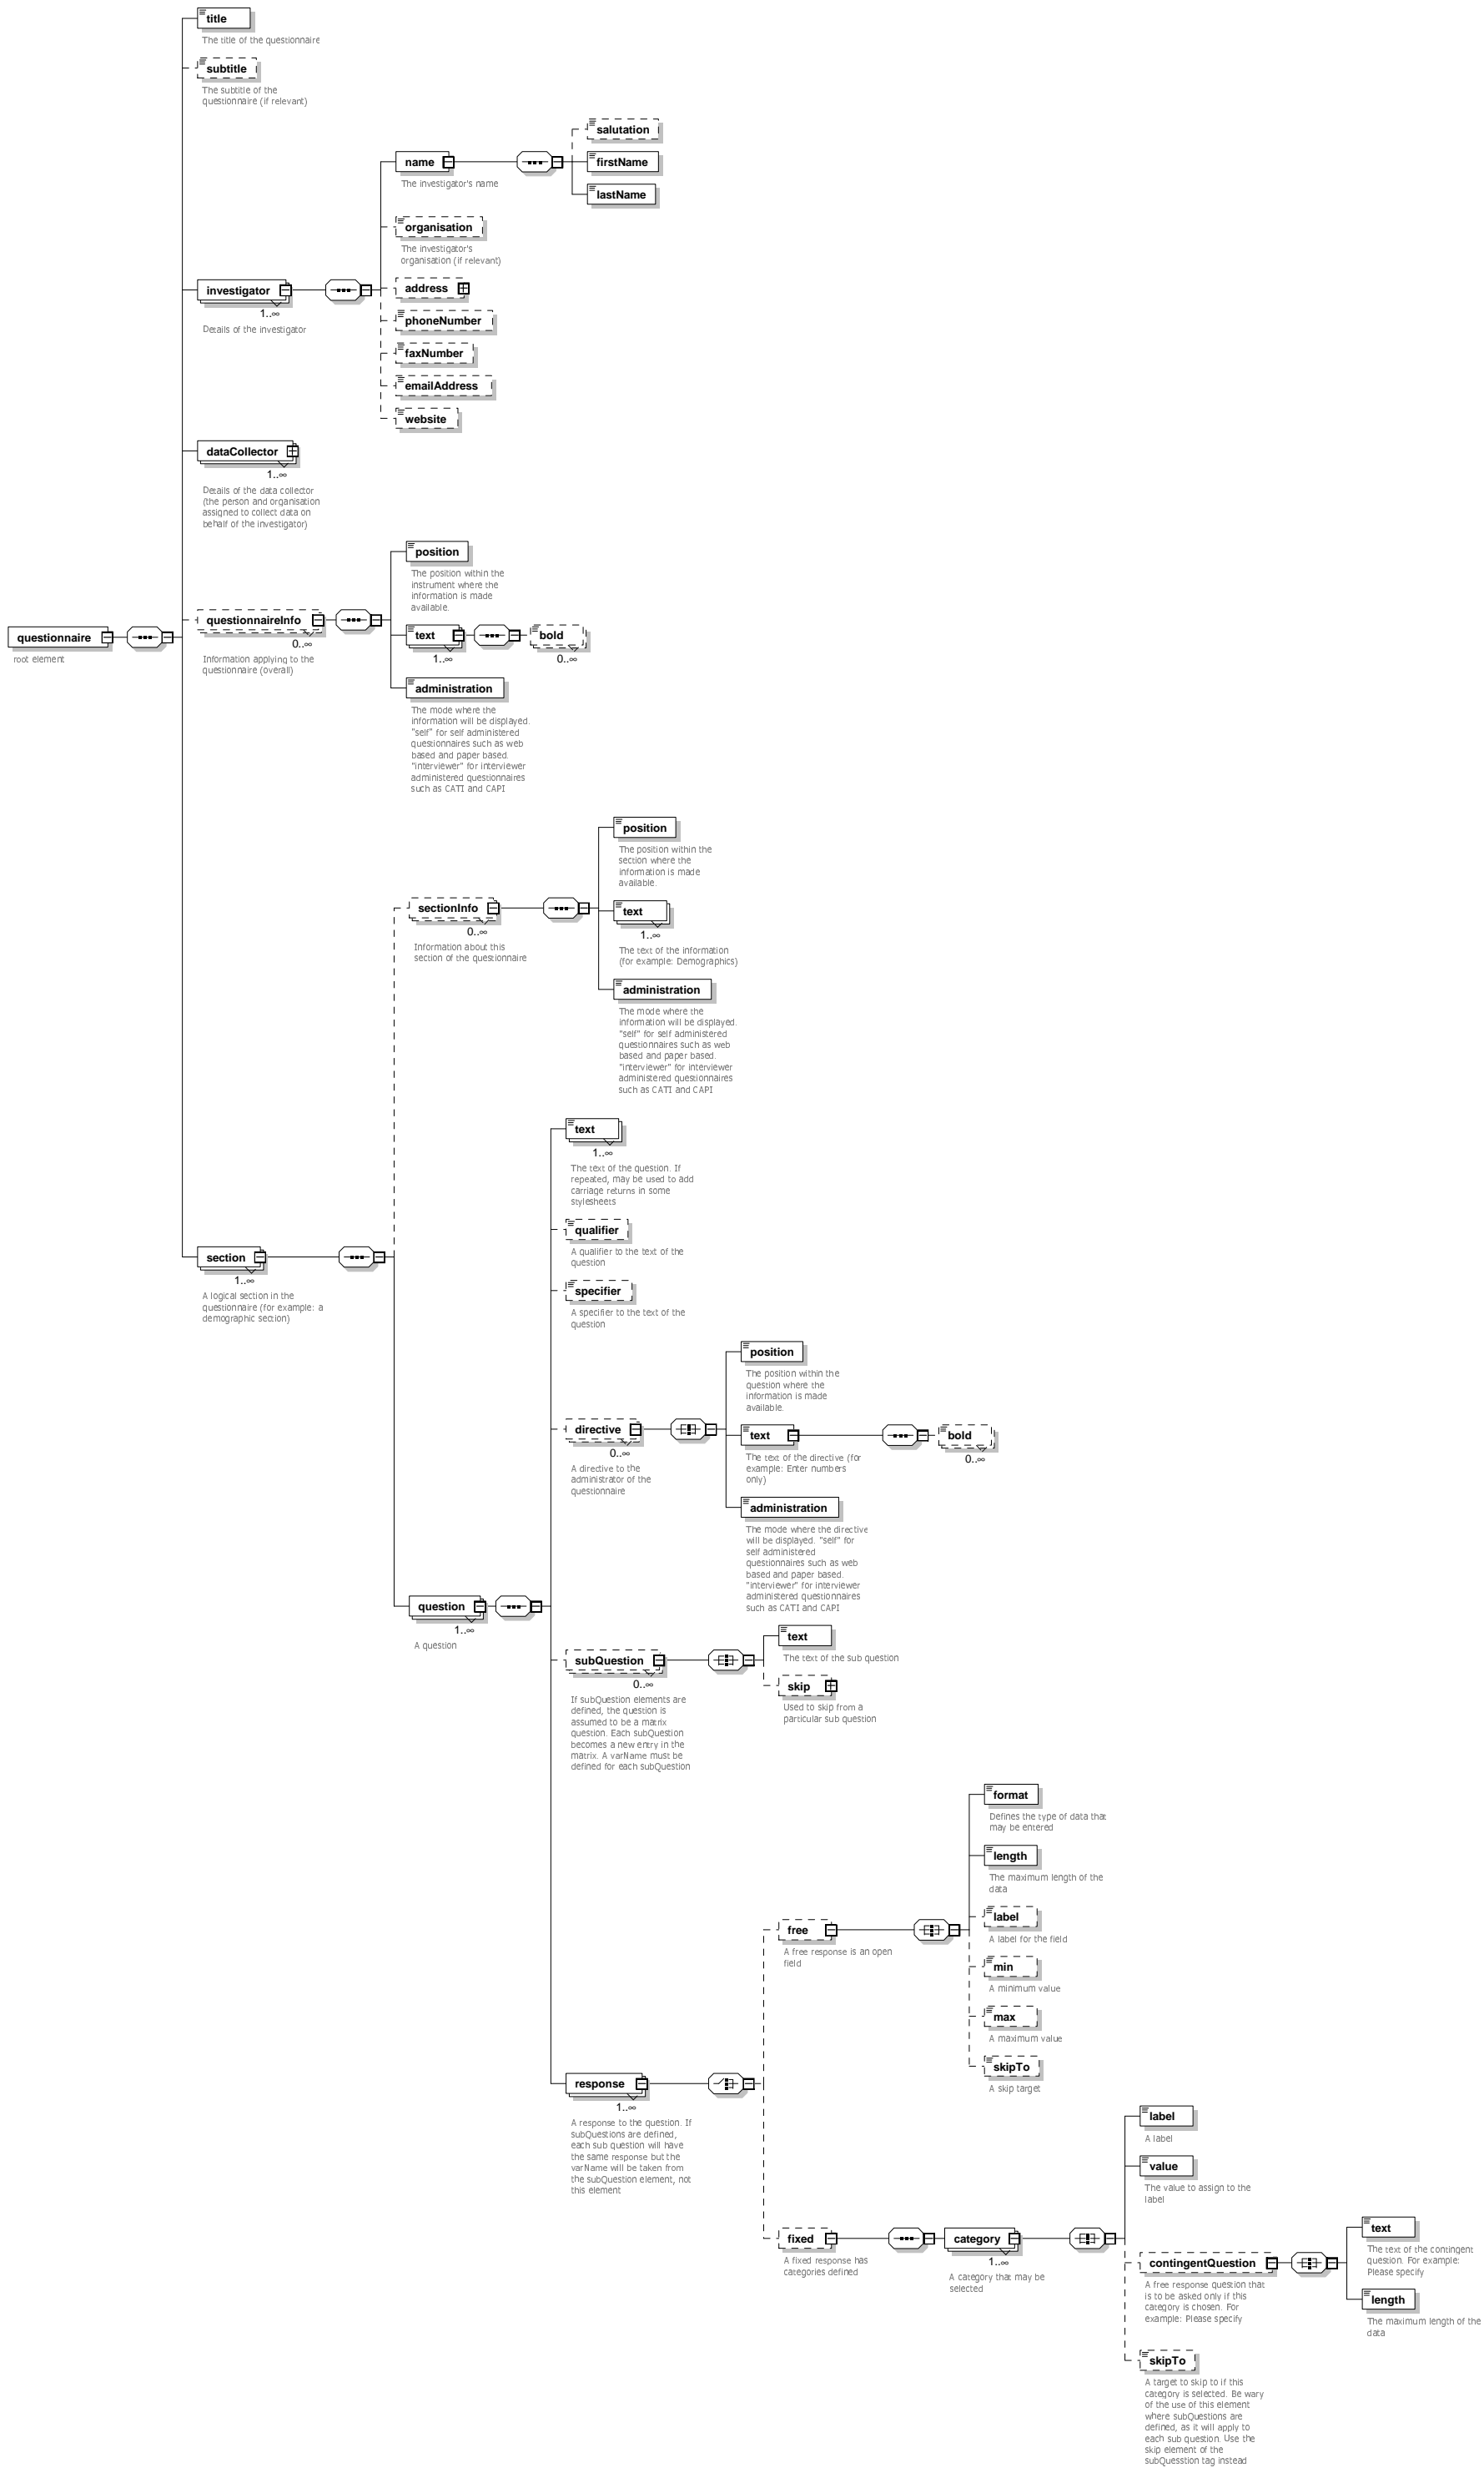 title
The title of the questionnaire
subtitle
The subtitle of the
questionnaire (if relevant)
salutation
name
firstName
The investigator's name
lastName
organisation
The investigator's
organisation (if relevant)
investigator
1..∞
Details of the investigator
address
phoneNumber
faxNumber
emailAddress
website
dataCollector
1..∞
Details of the data collector
(the person and organisation
assigned to collect data on
behalf of the investigator)
position
The position within the
instrument where the
information is made
available.
questionnaire
root element
questionnaireInfo
0..∞
Information applying to the
questionnaire (overall)
text
1..∞
bold
0..∞
administration
The mode where the
information will be displayed.
"self" for self administered
questionnaires such as web
based and paper based.
"interviewer" for interviewer
administered questionnaires
such as CATI and CAPI
position
The position within the
section where the
information is made
available.
sectionInfo
0..∞
Information about this
section of the questionnaire
text
1..∞
The text of the information
(for example: Demographics)
administration
The mode where the
information will be displayed.
"self" for self administered
questionnaires such as web
based and paper based.
"interviewer" for interviewer
administered questionnaires
such as CATI and CAPI
text
1..∞
The text of the question. If
repeated, may be used to add
carriage returns in some
stylesheets
qualifier
A qualifier to the text of the
question
section
1..∞
A logical section in the
questionnaire (for example: a
demographic section)
specifier
A specifier to the text of the
question
position
The position within the
question where the
information is made
available.
directive
0..∞
A directive to the
administrator of the
questionnaire
text
The text of the directive (for
example: Enter numbers
only)
bold
0..∞
administration
The mode where the directive
will be displayed. "self" for
self administered
questionnaires such as web
based and paper based.
"interviewer" for interviewer
administered questionnaires
such as CATI and CAPI
question
1..∞
A question
subQuestion
0..∞
If subQuestion elements are
defined, the question is
assumed to be a matrix
question. Each subQuestion
becomes a new entry in the
matrix. A varName must be
defined for each subQuestion
text
The text of the sub question
skip
Used to skip from a
particular sub question
format
Defines the type of data that
may be entered
length
The maximum length of the
data
free
A free response is an open
field
label
A label for the field
min
A minimum value
max
A maximum value
skipTo
A skip target
response
1..∞
A response to the question. If
subQuestions are defined,
each sub question will have
the same response but the
varName will be taken from
the subQuestion element, not
this element
label
A label
value
The value to assign to the
label
fixed
A fixed response has
categories defined
category
1..∞
A category that may be
selected
contingentQuestion
A free response question that
is to be asked only if this
category is chosen. For
example: Please specify
text
The text of the contingent
question. For example:
Please specify
length
The maximum length of the
data
skipTo
A target to skip to if this
category is selected. Be wary
of the use of this element
where subQuestions are
defined, as it will apply to
each sub question. Use the
skip element of the
subQuesstion tag instead